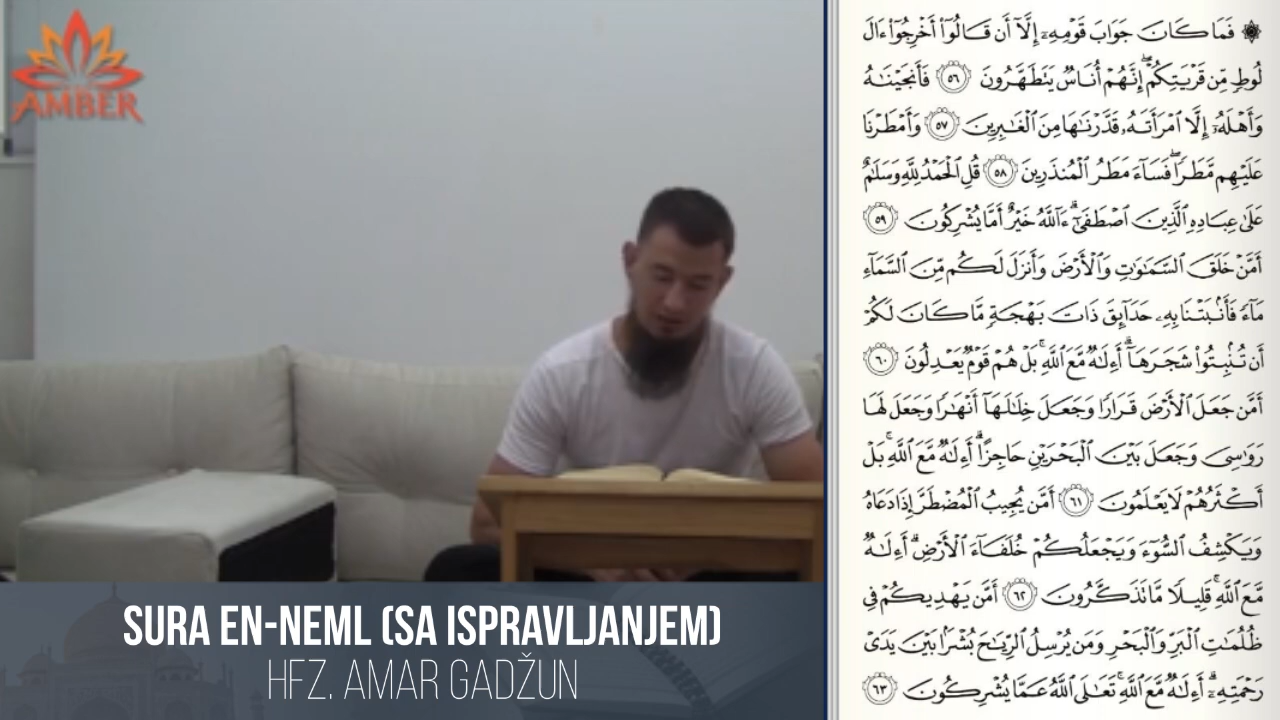 AMBER
SURA EN-NEML (SA ISPRAVLJANJEM)
HFZ. AMAR GADŽUN
۞ فَمَا كَانَ جَوَابَ قَوْمِهِۦٓ إِلَّآ أَن قَالُوٓا۟ أَخْرِجُوٓا۟ ءَالَ
لُوطٍ مِّن قَرْيَتِكُمْ ۖ إِنَّهُمْ أُنَاسٌ يَتَطَهَّرُونَ ٥٦ فَأَنجَيْنَـٰهُ
وَأَهْلَهُۥٓ إِلَّا ٱمْرَأَتَهُۥ قَدَّرْنَـٰهَا مِنَ ٱلْغَـٰبِرِينَ ٥٧ وَأَمْطَرْنَا
عَلَيْهِم مَّطَرًا ۖ فَسَآءَ مَطَرُ ٱلْمُنذَرِينَ ٥٨ قُلِ ٱلْحَمْدُ لِلَّهِ وَسَلَـٰمٌ
عَلَىٰ عِبَادِهِ ٱلَّذِينَ ٱصْطَفَىٰٓ ۗ ءَآللَّهُ خَيْرٌ أَمَّا يُشْرِكُونَ ٥٩
أَمَّنْ خَلَقَ ٱلسَّمَـٰوَٰتِ وَٱلْأَرْضَ وَأَنزَلَ لَكُم مِّنَ ٱلسَّمَآءِ
مَآءً فَأَنۢبَتْنَا بِهِۦ حَدَآئِقَ ذَاتَ بَهْجَةٍ مَّا كَانَ لَكُمْ
أَن تُنۢبِتُوا۟ شَجَرَهَآ ۗ أَءِلَـٰهٌ مَّعَ ٱللَّهِ ۚ بَلْ هُمْ قَوْمٌ يَعْدِلُونَ ٦٠
أَمَّن جَعَلَ ٱلْأَرْضَ قَرَارًا وَجَعَلَ خِلَـٰلَهَآ أَنْهَـٰرًا وَجَعَلَ لَهَا
رَوَٰسِىَ وَجَعَلَ بَيْنَ ٱلْبَحْرَيْنِ حَاجِزًا ۗ أَءِلَـٰهٌ مَّعَ ٱللَّهِ ۚ بَلْ
أَكْثَرُهُمْ لَا يَعْلَمُونَ ٦١ أَمَّن يُجِيبُ ٱلْمُضْطَرَّ إِذَا دَعَاهُ
وَيَكْشِفُ ٱلسُّوٓءَ وَيَجْعَلُكُمْ خُلَفَآءَ ٱلْأَرْضِ ۗ أَءِلَـٰهٌ
مَّعَ ٱللَّهِ ۚ قَلِيلًا مَّا تَذَكَّرُونَ ٦٢ أَمَّن يَهْدِيكُمْ فِى
ظُلُمَـٰتِ ٱلْبَرِّ وَٱلْبَحْرِ وَمَن يُرْسِلُ ٱلرِّيَـٰحَ بُشْرًۢا بَيْنَ يَدَىْ
رَحْمَتِهِۦٓ ۗ أَءِلَـٰهٌ مَّعَ ٱللَّهِ ۚ تَعَـٰلَى ٱللَّهُ عَمَّا يُشْرِكُونَ ٦٣